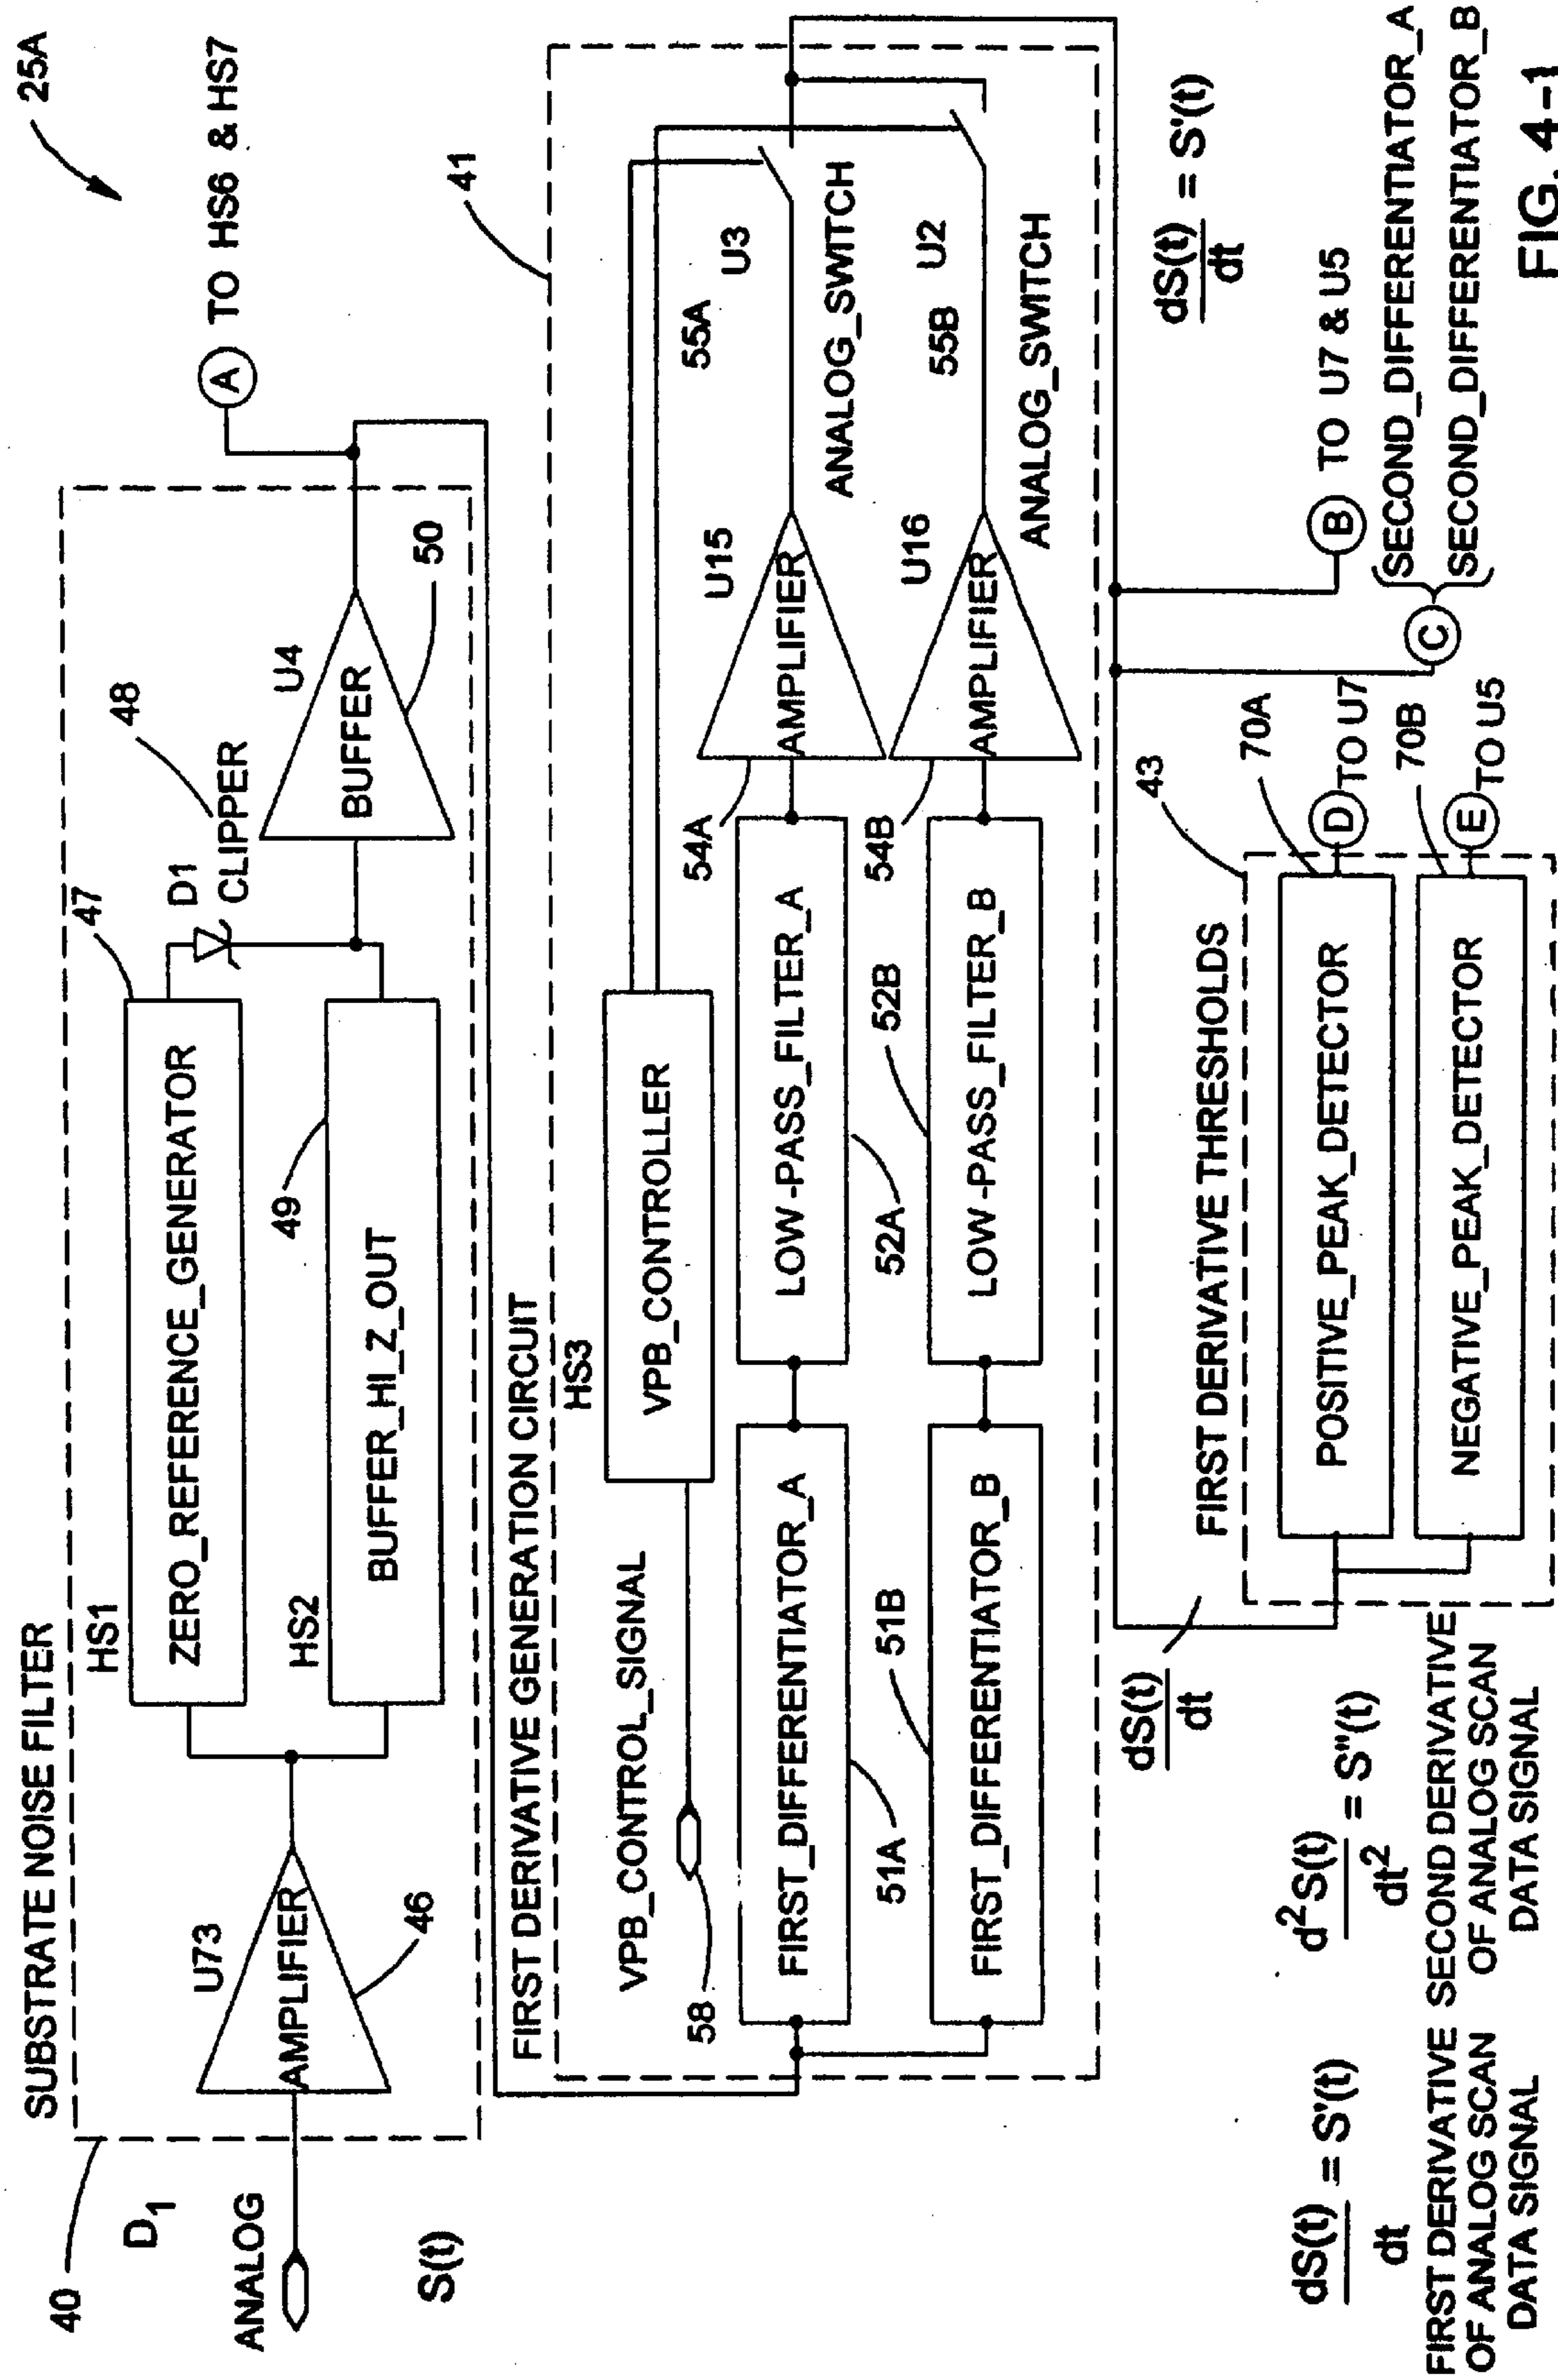 25A
SUBSTRATE NOISE FILTER
40
D1
ANALOG
S(t)
U73
AMPLIFIER
46
HS1
ZERO_REFERENCE_GENERATOR
47
HS2
BUFFER_HI_Z_OUT
49
D1
CLIPPER
48
U4
BUFFER
50
A TO HS6 & HS7
FIRST DERIVATIVE GENERATION CIRCUIT
41
VPB_CONTROL_SIGNAL
58
HS3
VPB_CONTROLLER
FIRST_DIFFERENTIATOR_A
51A
LOW-PASS_FILTER_A
52A
54A
U15
AMPLIFIER
55A
U3
ANALOG_SWITCH
FIRST_DIFFERENTIATOR_B
51B
LOW-PASS_FILTER_B
52B
54B
U16
AMPLIFIER
55B
U2
ANALOG_SWITCH
dS(t)
dt
= S'(t)
dS(t)
dt
FIRST DERIVATIVE THRESHOLDS
43
POSITIVE_PEAK_DETECTOR
70A
D TO U7
NEGATIVE_PEAK_DETECTOR
70B
E TO U5
B TO U7 & U5
C
SECOND_DIFFERENTIATOR_A
SECOND_DIFFERENTIATOR_B
dS(t)
dt
= S'(t)
FIRST DERIVATIVE
OF ANALOG SCAN
DATA SIGNAL
d2S(t)
dt2
= S"(t)
SECOND DERIVATIVE
OF ANALOG SCAN
DATA SIGNAL
FIG. 4-1